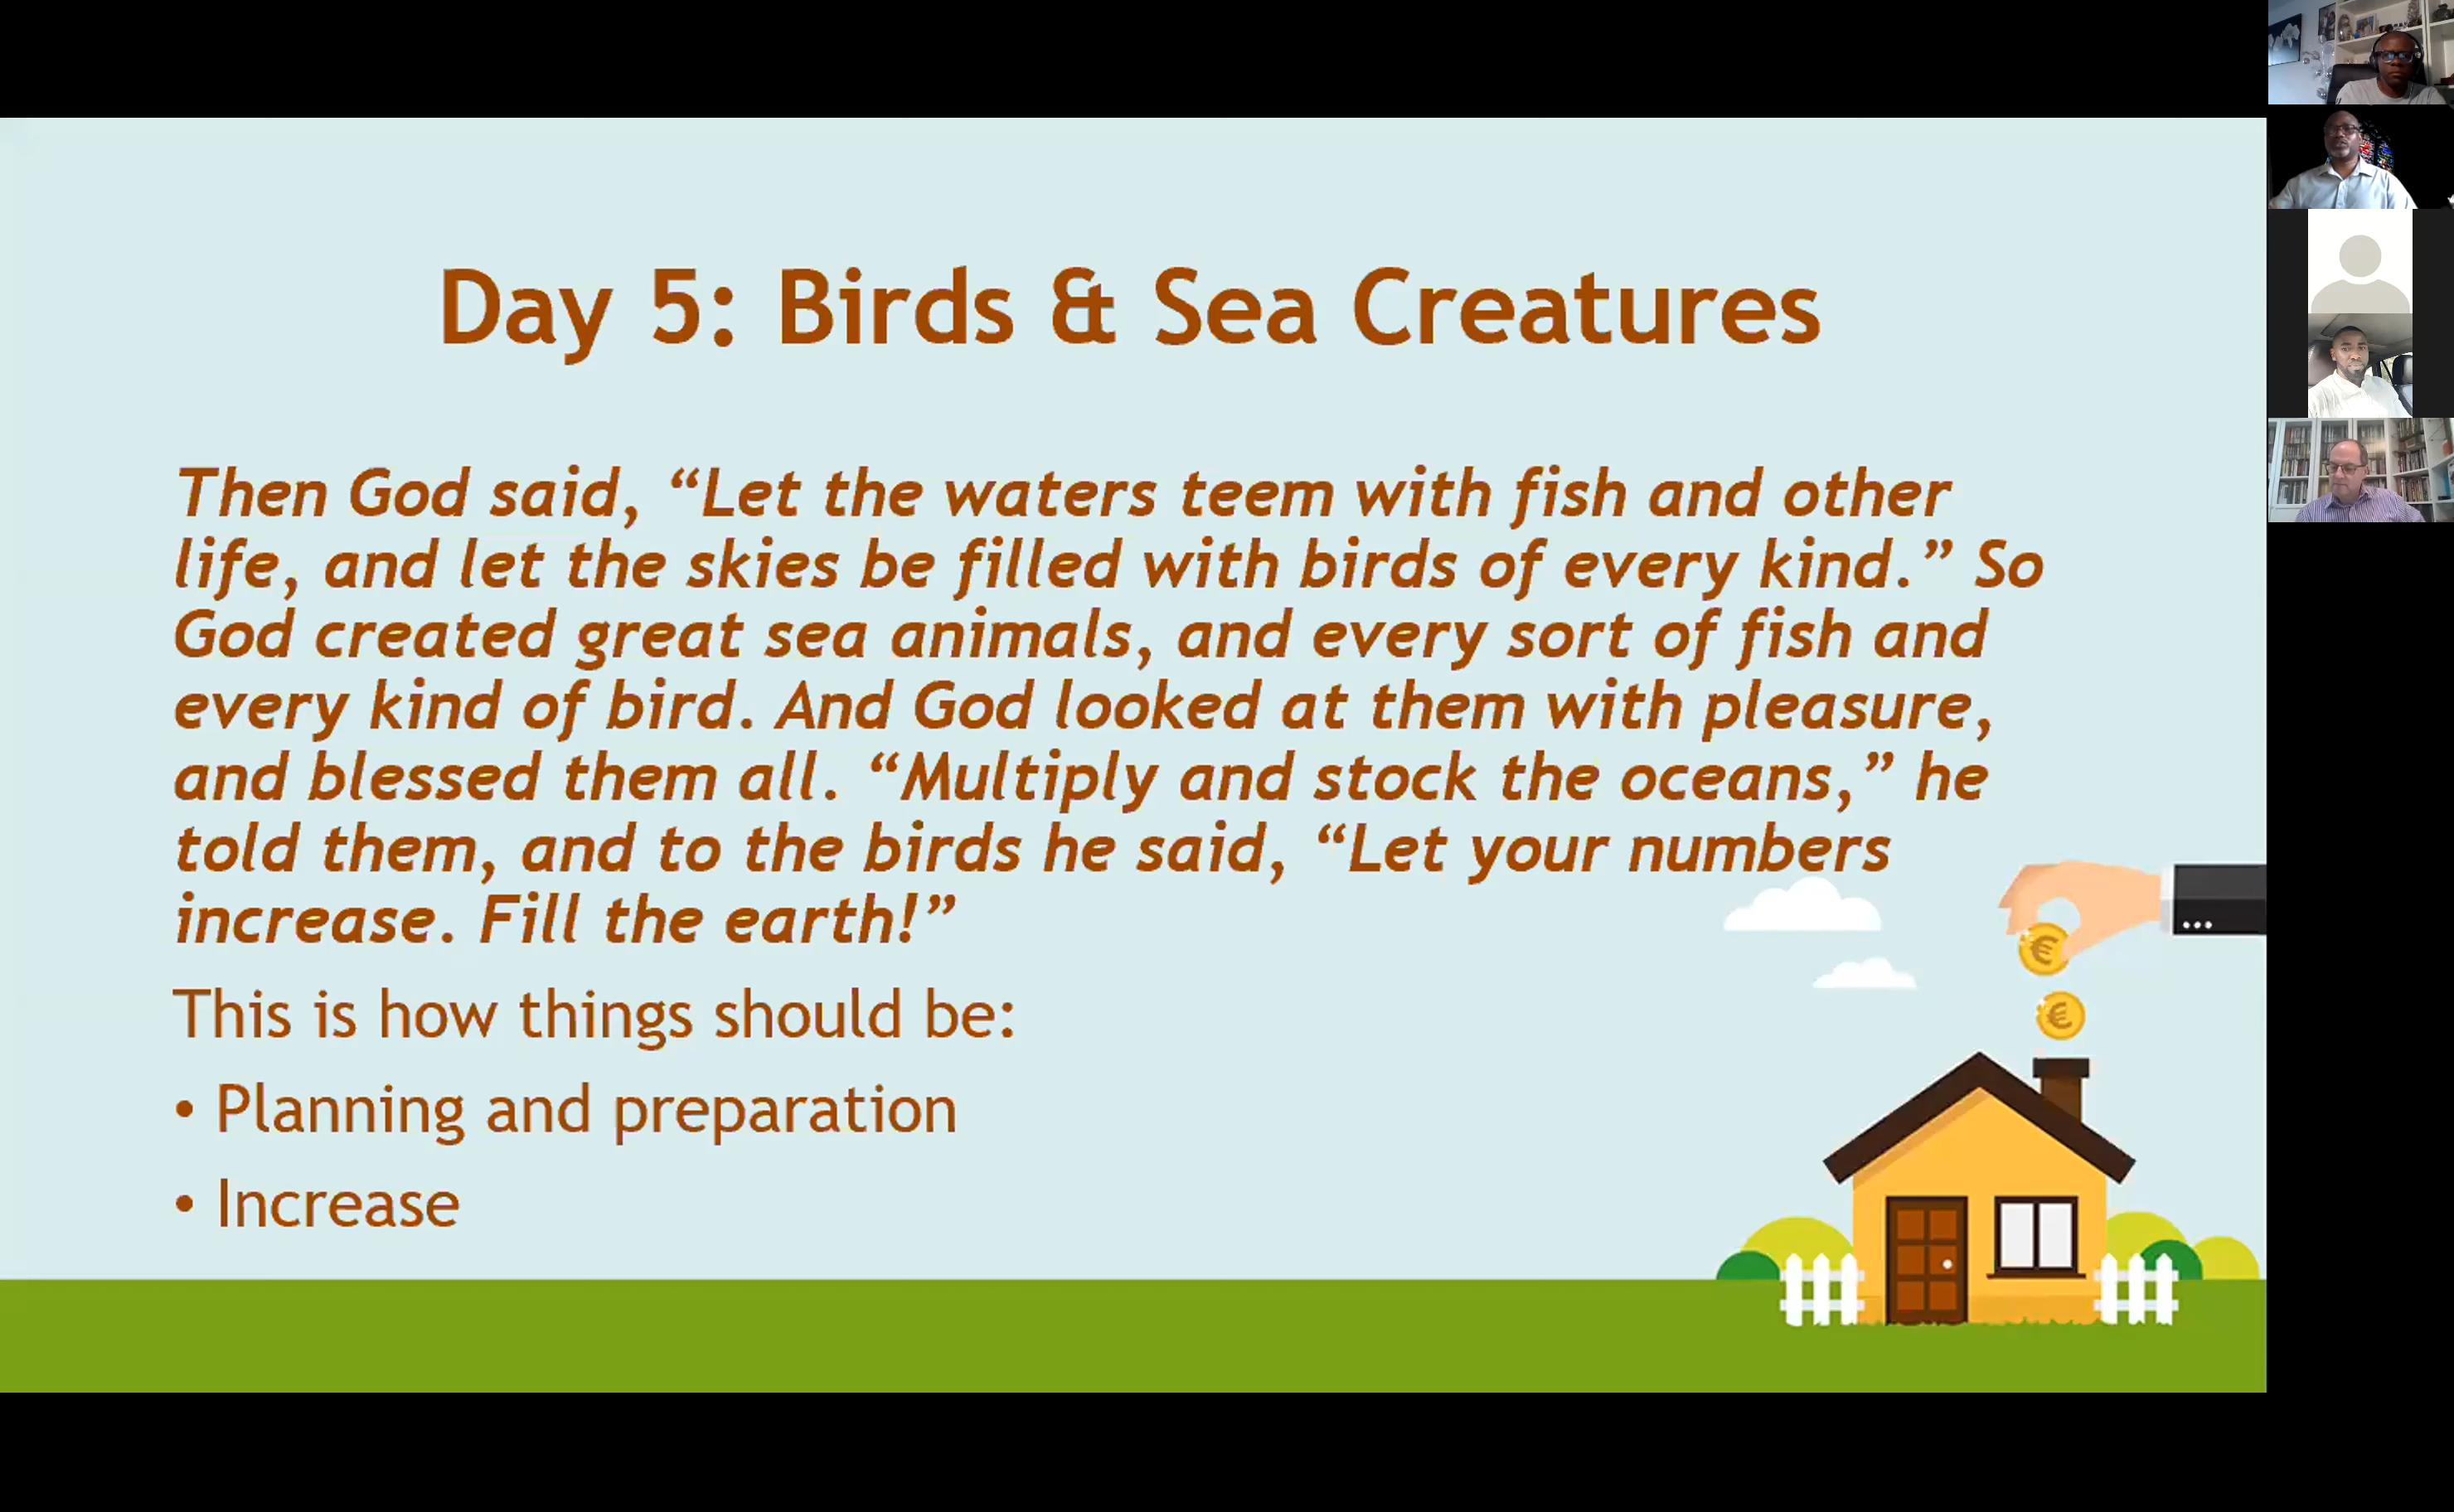 Day 5: Birds & Sea Creatures
Then God said, “Let the waters teem with fish and other
life, and let the skies be filled with birds of every kind.” So
God created great sea animals, and every sort of fish and
every kind of bird. And God looked at them with pleasure,
and blessed them all. “Multiply and stock the oceans,” he
told them, and to the birds he said, “Let your numbers
increase. Fill the earth!”
This is how things should be:
• Planning and preparation
• Increase
€
€